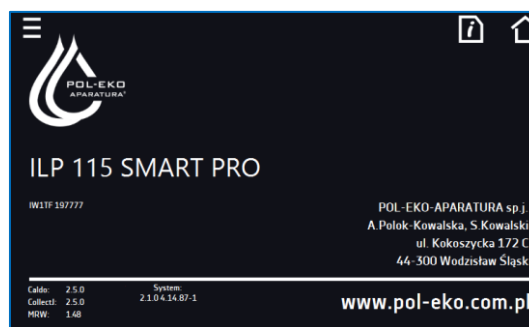 POL-EKO
APARATURA
ILP 115 SMART PRO
IW1TF 197777
POL-EKO-APARATURA sp.j.
A.Polok-Kowalska, S.Kowalski
ul. Kokoszycka 172 C
44-300 Wodzisław Śląsk
Caldo: 2.5.0
CollectI: 2.5.0
MRW: 1.48
System:
2.1.0 4.14.87-1
www.pol-eko.com.pl